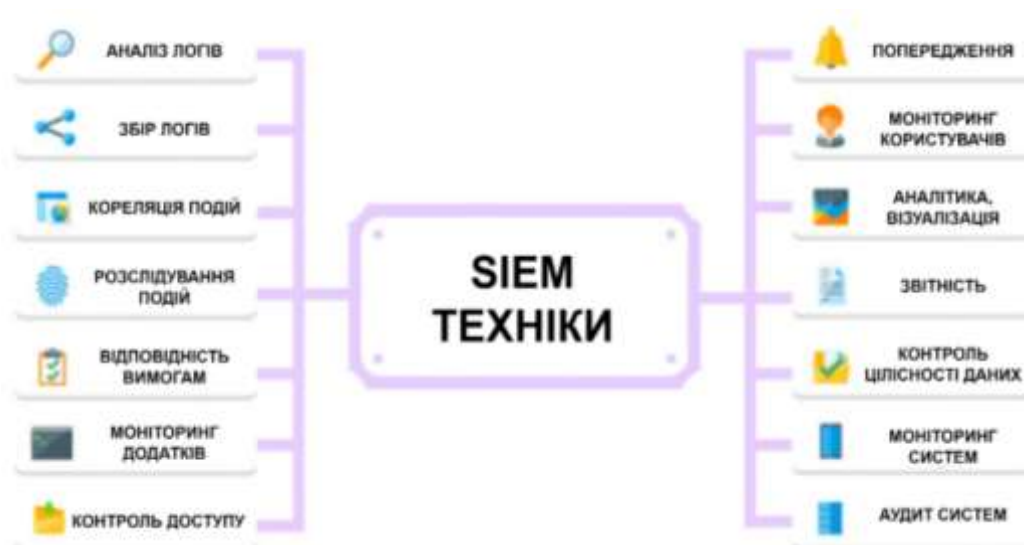 АНАЛІЗ ЛОГІВ
ЗБІР ЛОГІВ
КОРЕЛЯЦІЯ ПОДІЙ
РОЗСЛІДУВАННЯ
ПОДІЙ
ВІДПОВІДНІСТЬ
ВИМОГАМ
МОНІТОРИНГ
ДОДАТКІВ
КОНТРОЛЬ ДОСТУПУ
SIEM
ТЕХНІКИ
ПОПЕРЕДЖЕННЯ
МОНІТОРИНГ
КОРИСТУВАЧІВ
АНАЛІТИКА,
ВІЗУАЛІЗАЦІЯ
ЗВІТНІСТЬ
КОНТРОЛЬ
ЦІЛІСНОСТІ ДАНИХ
МОНІТОРИНГ
СИСТЕМ
АУДИТ СИСТЕМ